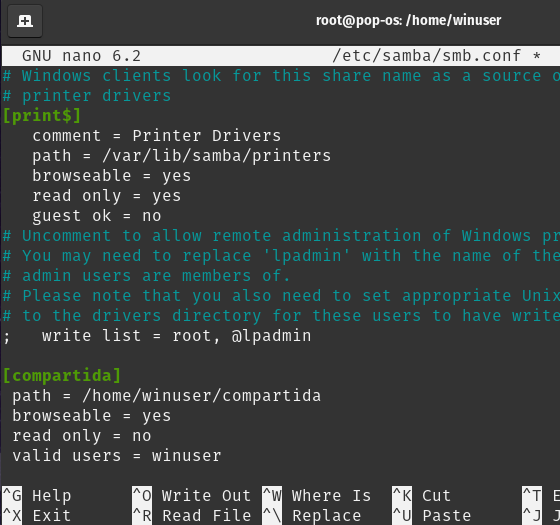 root@pop-os: /home/winuser
GNU nano 6.2 /etc/samba/smb.conf *
# Windows clients look for this share name as a source o
# printer drivers
[print$]
comment = Printer Drivers
path = /var/lib/samba/printers
browseable = yes
read only = yes
guest ok = no
# Uncomment to allow remote administration of Windows pr
# You may need to replace 'lpadmin' with the name of the
# admin users are members of.
# Please note that you also need to set appropriate Unix
# to the drivers directory for these users to have write
; write list = root, @lpadmin
[compartida]
path = /home/winuser/compartida
browseable = yes
read only = no
valid users = winuser
^G Help ^O Write Out ^W Where Is ^K Cut ^T E
^X Exit ^R Read File ^\ Replace ^U Paste ^J J